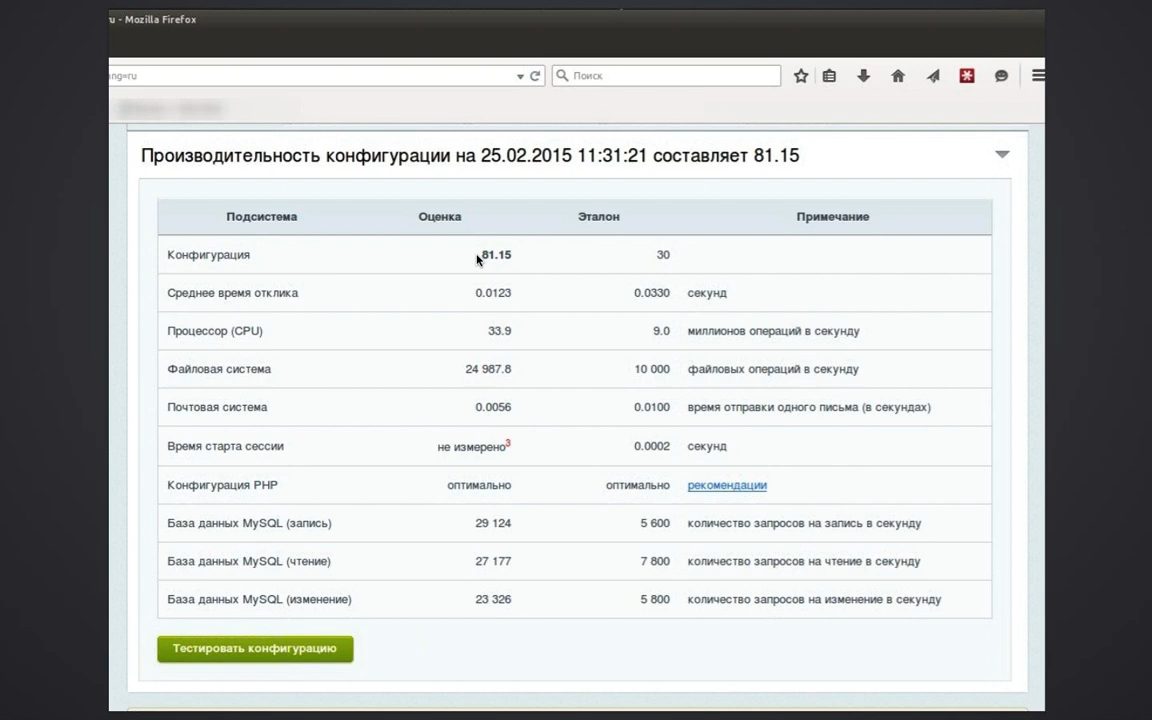 u - Mozilla Firefox
ng=ru
Поиск
Производительность конфигурации на 25.02.2015 11:31:21 составляет 81.15
Подсистема Оценка Эталон Примечание
Конфигурация 81.15 30
Среднее время отклика 0.0123 0.0330 секунд
Процессор (CPU) 33.9 9.0 миллионов операций в секунду
Файловая система 24 987.8 10 000 файловых операций в секунду
Почтовая система 0.0056 0.0100 время отправки одного письма (в секундах)
Время старта сессии не измерено3 0.0002 секунд
Конфигурация PHP оптимально оптимально рекомендации
База данных MySQL (запись) 29 124 5 600 количество запросов на запись в секунду
База данных MySQL (чтение) 27 177 7 800 количество запросов на чтение в секунду
База данных MySQL (изменение) 23 326 5 800 количество запросов на изменение в секунду
Тестировать конфигурацию